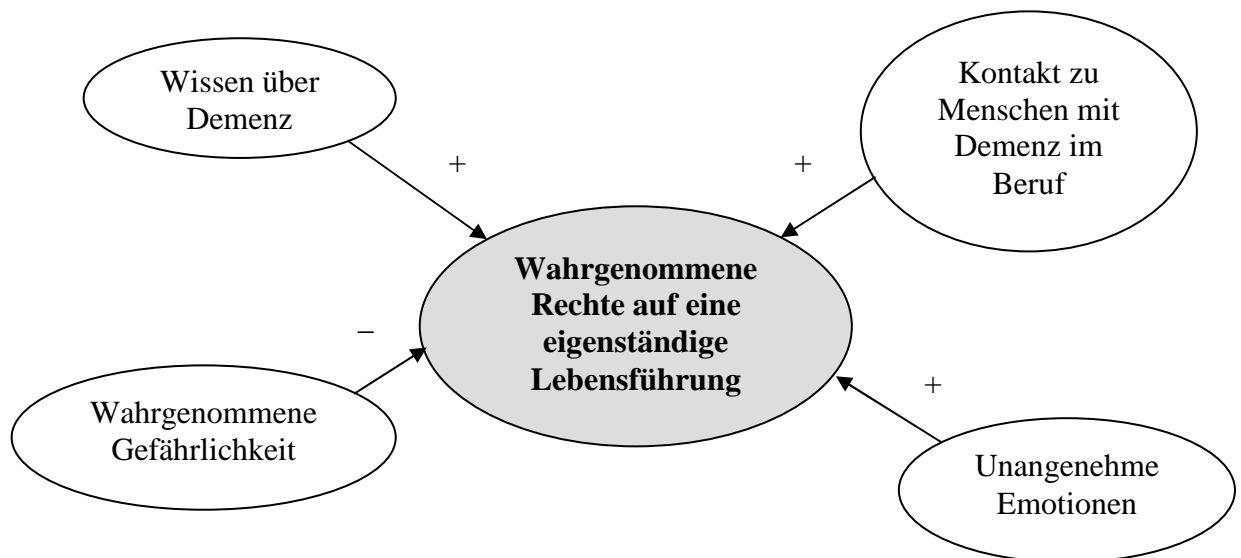 Wissen über
Demenz
+
Kontakt zu
Menschen mit
Demenz im
Beruf
+
Wahrgenommene
Rechte auf eine
eigenständige
Lebensführung
–
Wahrgenommene
Gefährlichkeit
+
Unangenehme
Emotionen